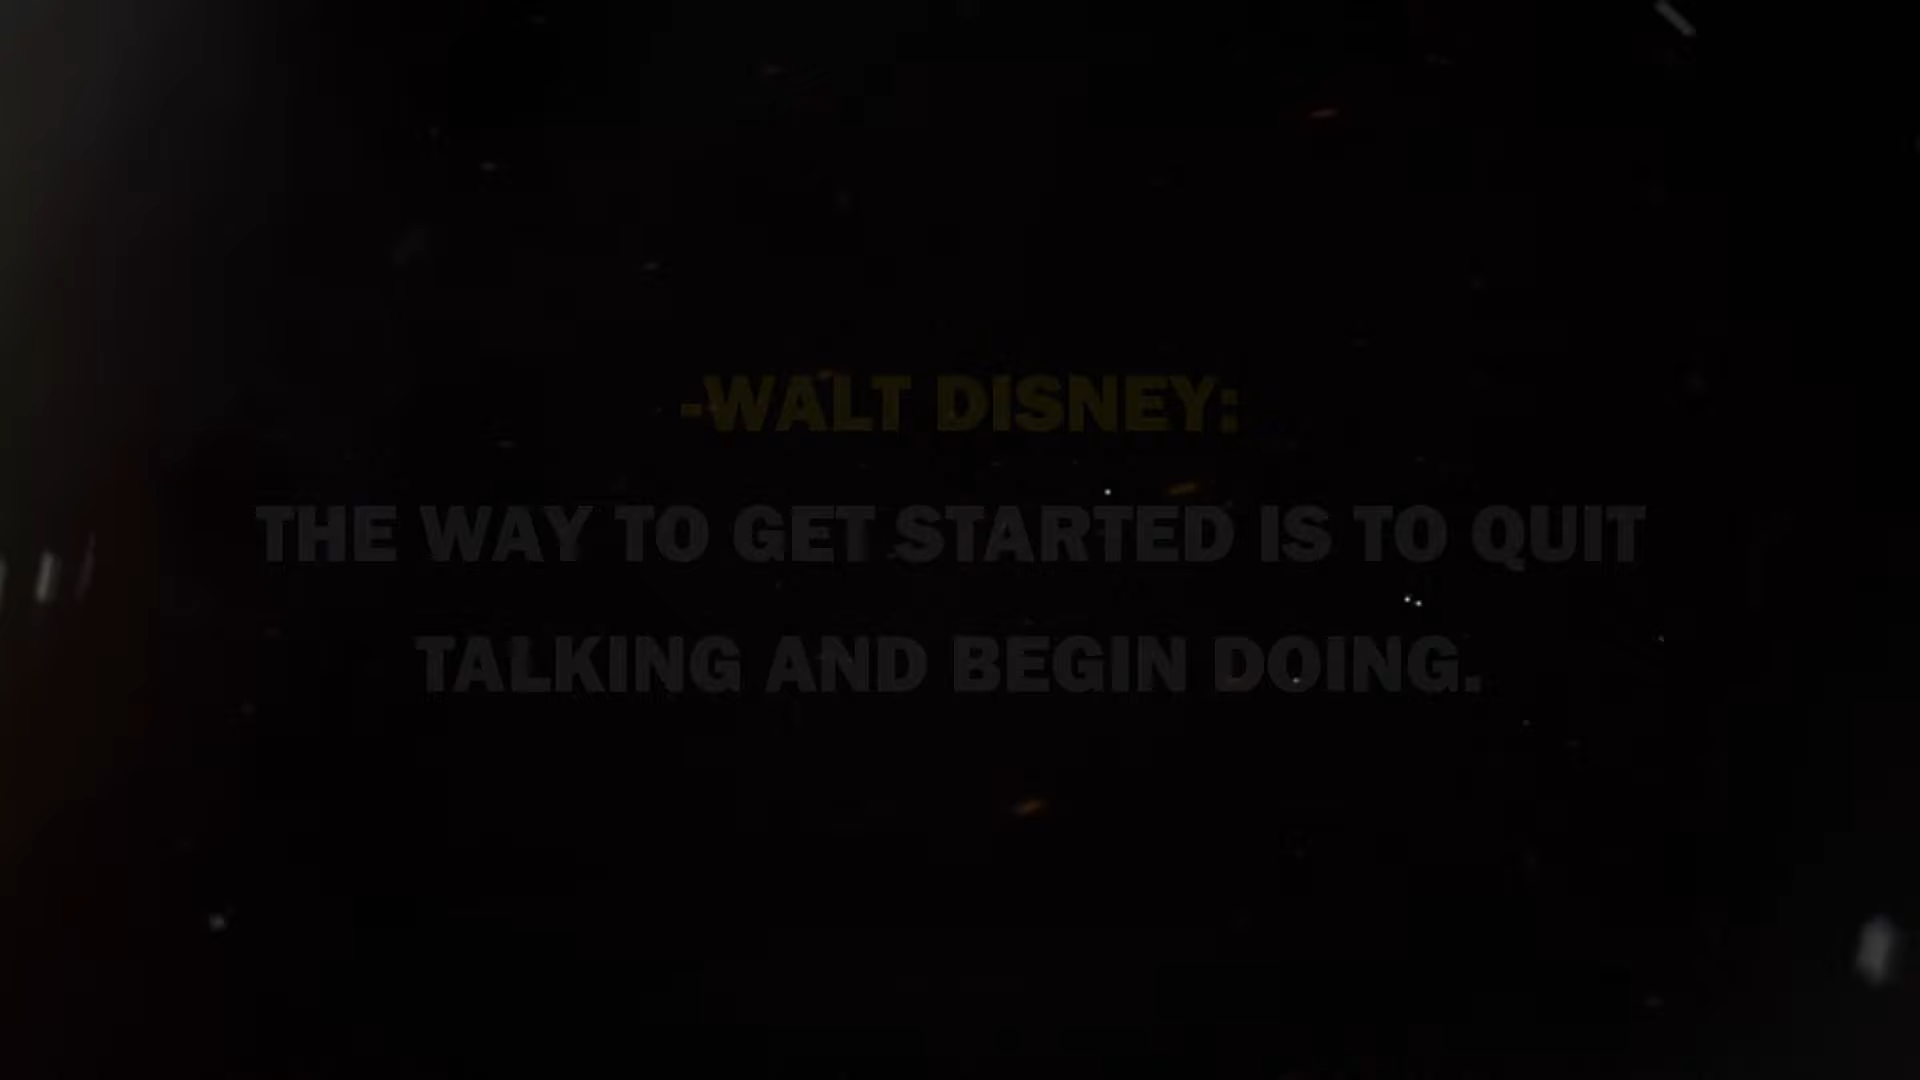 -WALT DISNEY:
THE WAY TO GET STARTED IS TO QUIT
TALKING AND BEGIN DOING.